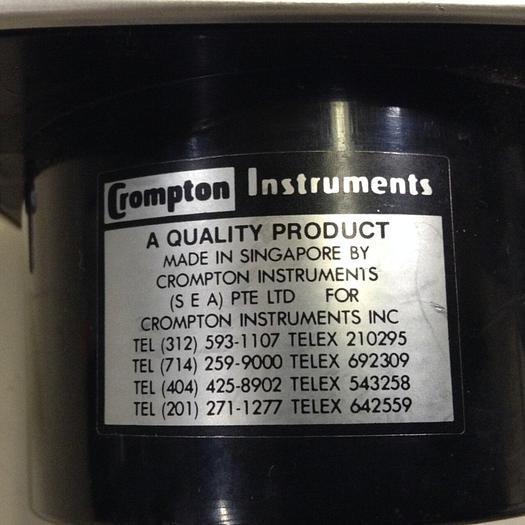 Crompton Instruments
A QUALITY PRODUCT
MADE IN SINGAPORE BY
CROMPTON INSTRUMENTS
(S E A) PTE LTD FOR
CROMPTON INSTRUMENTS INC
TEL (312) 593-1107 TELEX 210295
TEL (714) 259-9000 TELEX 692309
TEL (404) 425-8902 TELEX 543258
TEL (201) 271-1277 TELEX 642559